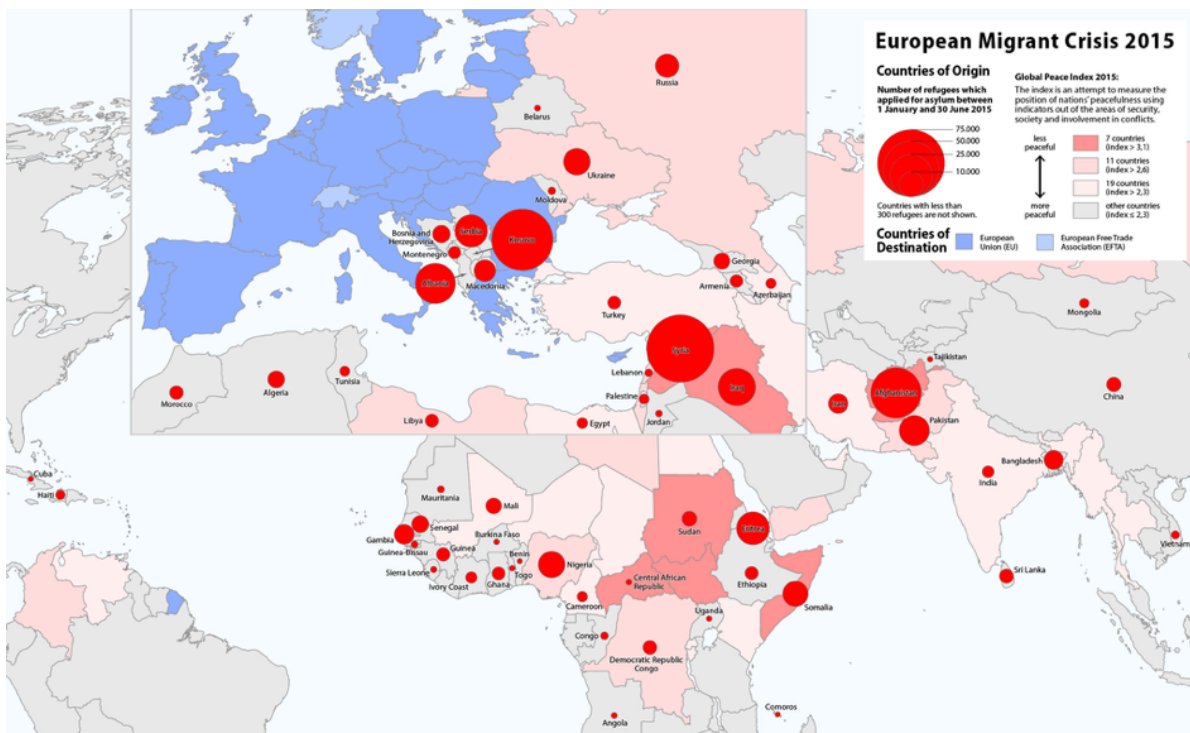 European Migrant Crisis 2015
Countries of Origin
Number of refugees which
applied for asylum between
1 January and 30 June 2015
75.000
50.000
25.000
10.000
Countries with less than
300 refugees are not shown.
Global Peace Index 2015:
The index is an attempt to measure the
position of nations' peacefulness using
indicators out of the areas of security,
society and involvement in conflicts.
less
peaceful
more
peaceful
7 countries
(index > 3,1)
11 countries
(index > 2,6)
19 countries
(index > 2,3)
other countries
(index ≤ 2,3)
Countries of
Destination
European
Union (EU)
European Free Trade
Association (EFTA)
Russia
Belarus
Ukraine
Moldova
Bosnia and
Herzegovina
Serbia
Kosovo
Montenegro
Albania
Macedonia
Georgia
Armenia
Azerbaijan
Turkey
Syria
Lebanon
Iraq
Palestine
Jordan
Morocco
Algeria
Tunisia
Libya
Egypt
Mongolia
Tajikistan
China
Iran
Afghanistan
Pakistan
Bangladesh
India
Vietnam
Sri Lanka
Cuba
Haiti
Mauritania
Mali
Senegal
Gambia
Burkina Faso
Guinea-Bissau
Guinea
Benin
Sierra Leone
Togo
Ivory Coast
Ghana
Nigeria
Cameroon
Sudan
Eritrea
Central African
Republic
Ethiopia
Somalia
Uganda
Congo
Democratic Republic
Congo
Comoros
Angola